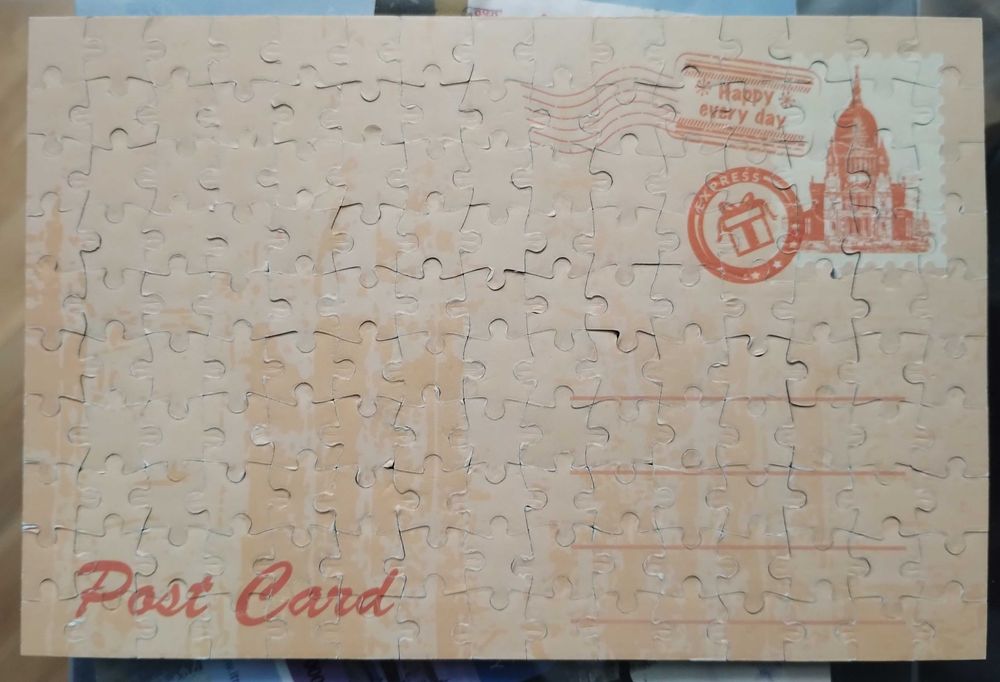 Happy
every day
EXPRESS
Post Card